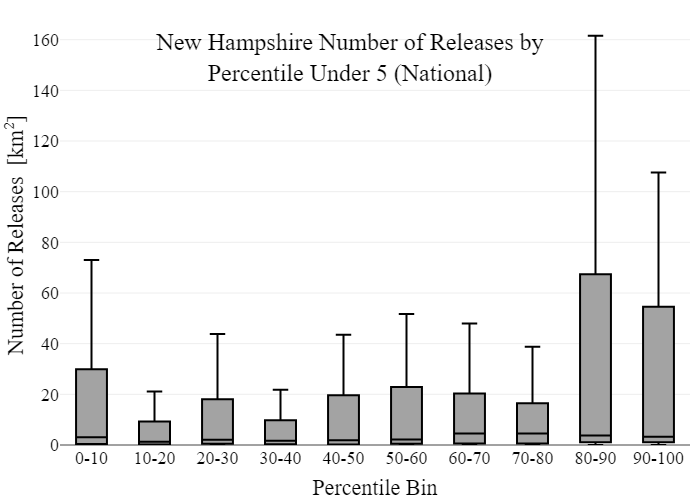 New Hampshire Number of Releases by
Percentile Under 5 (National)
Number of Releases [km²]
160
140
120
100
80
60
40
20
0
0-10 10-20 20-30 30-40 40-50 50-60 60-70 70-80 80-90 90-100
Percentile Bin